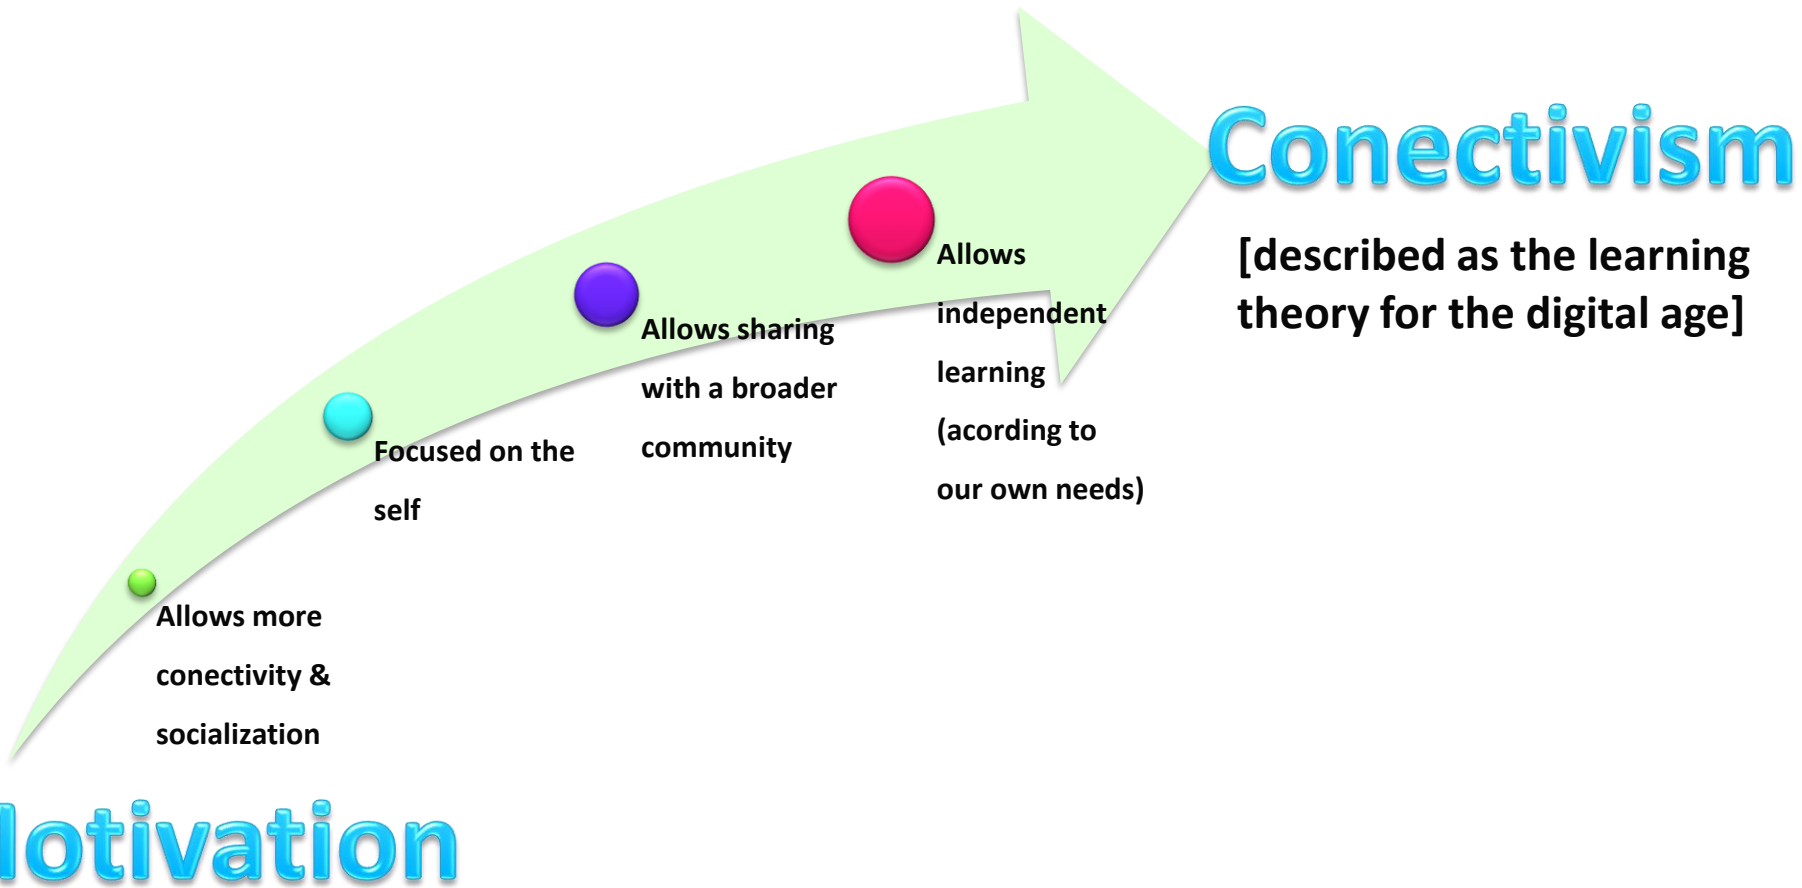 Conectivism
[described as the learning
theory for the digital age]
Allows
independent
learning
(acording to
our own needs)
Allows sharing
with a broader
community
Focused on the
self
Allows more
conectivity &
socialization
otivation